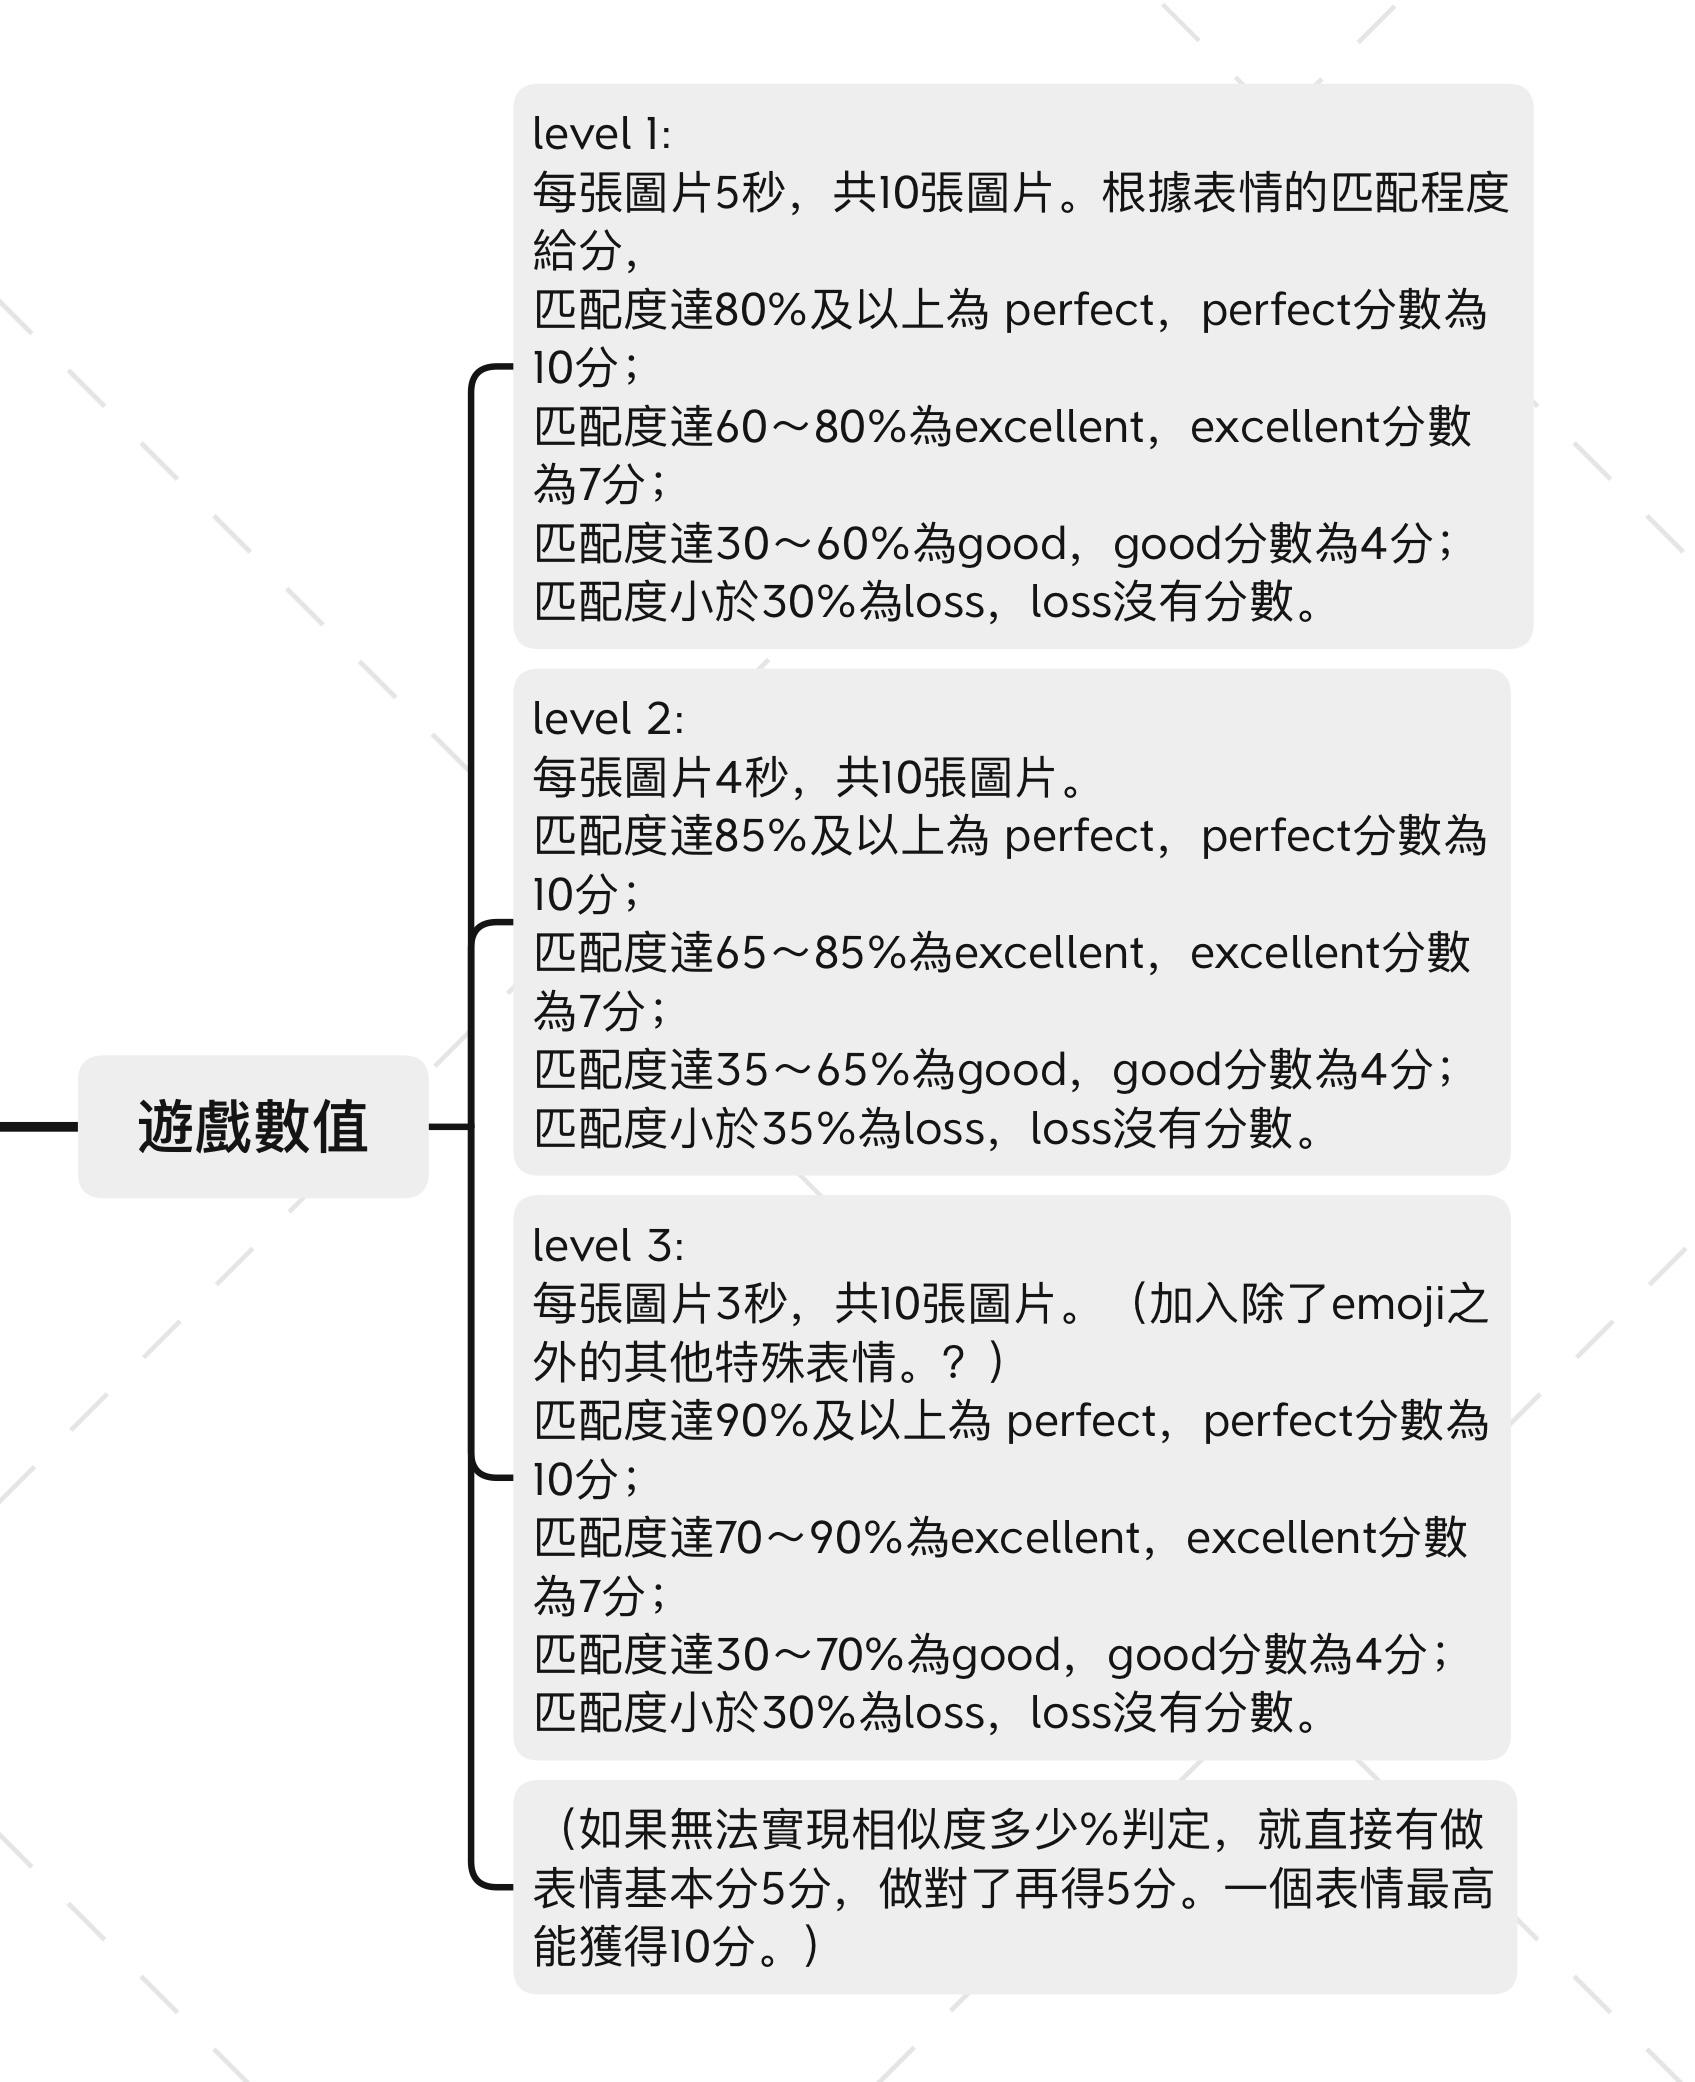 遊戲數值
level 1:
每張圖片5秒，共10張圖片。根據表情的匹配程度
給分，
匹配度達80%及以上為 perfect，perfect分數為
10分；
匹配度達60～80%為excellent，excellent分數
為7分；
匹配度達30～60%為good，good分數為4分；
匹配度小於30%為loss，loss沒有分數。
level 2:
每張圖片4秒，共10張圖片。
匹配度達85%及以上為 perfect，perfect分數為
10分；
匹配度達65～85%為excellent，excellent分數
為7分；
匹配度達35～65%為good，good分數為4分；
匹配度小於35%為loss，loss沒有分數。
level 3:
每張圖片3秒，共10張圖片。（加入除了emoji之
外的其他特殊表情。？）
匹配度達90%及以上為 perfect，perfect分數為
10分；
匹配度達70～90%為excellent，excellent分數
為7分；
匹配度達30～70%為good，good分數為4分；
匹配度小於30%為loss，loss沒有分數。
（如果無法實現相似度多少%判定，就直接有做
表情基本分5分，做對了再得5分。一個表情最高
能獲得10分。）